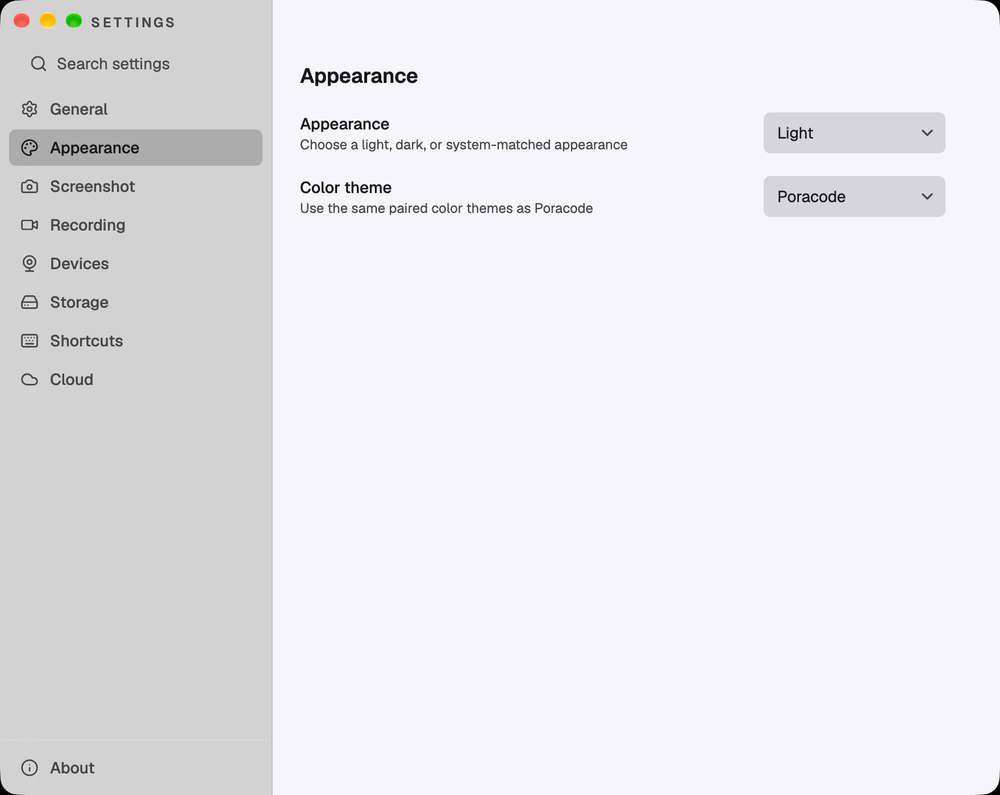 SETTINGS
Search settings
General
Appearance
Screenshot
Recording
Devices
Storage
Shortcuts
Cloud
About
Appearance
Appearance
Choose a light, dark, or system-matched appearance
Light
Color theme
Use the same paired color themes as Poracode
Poracode